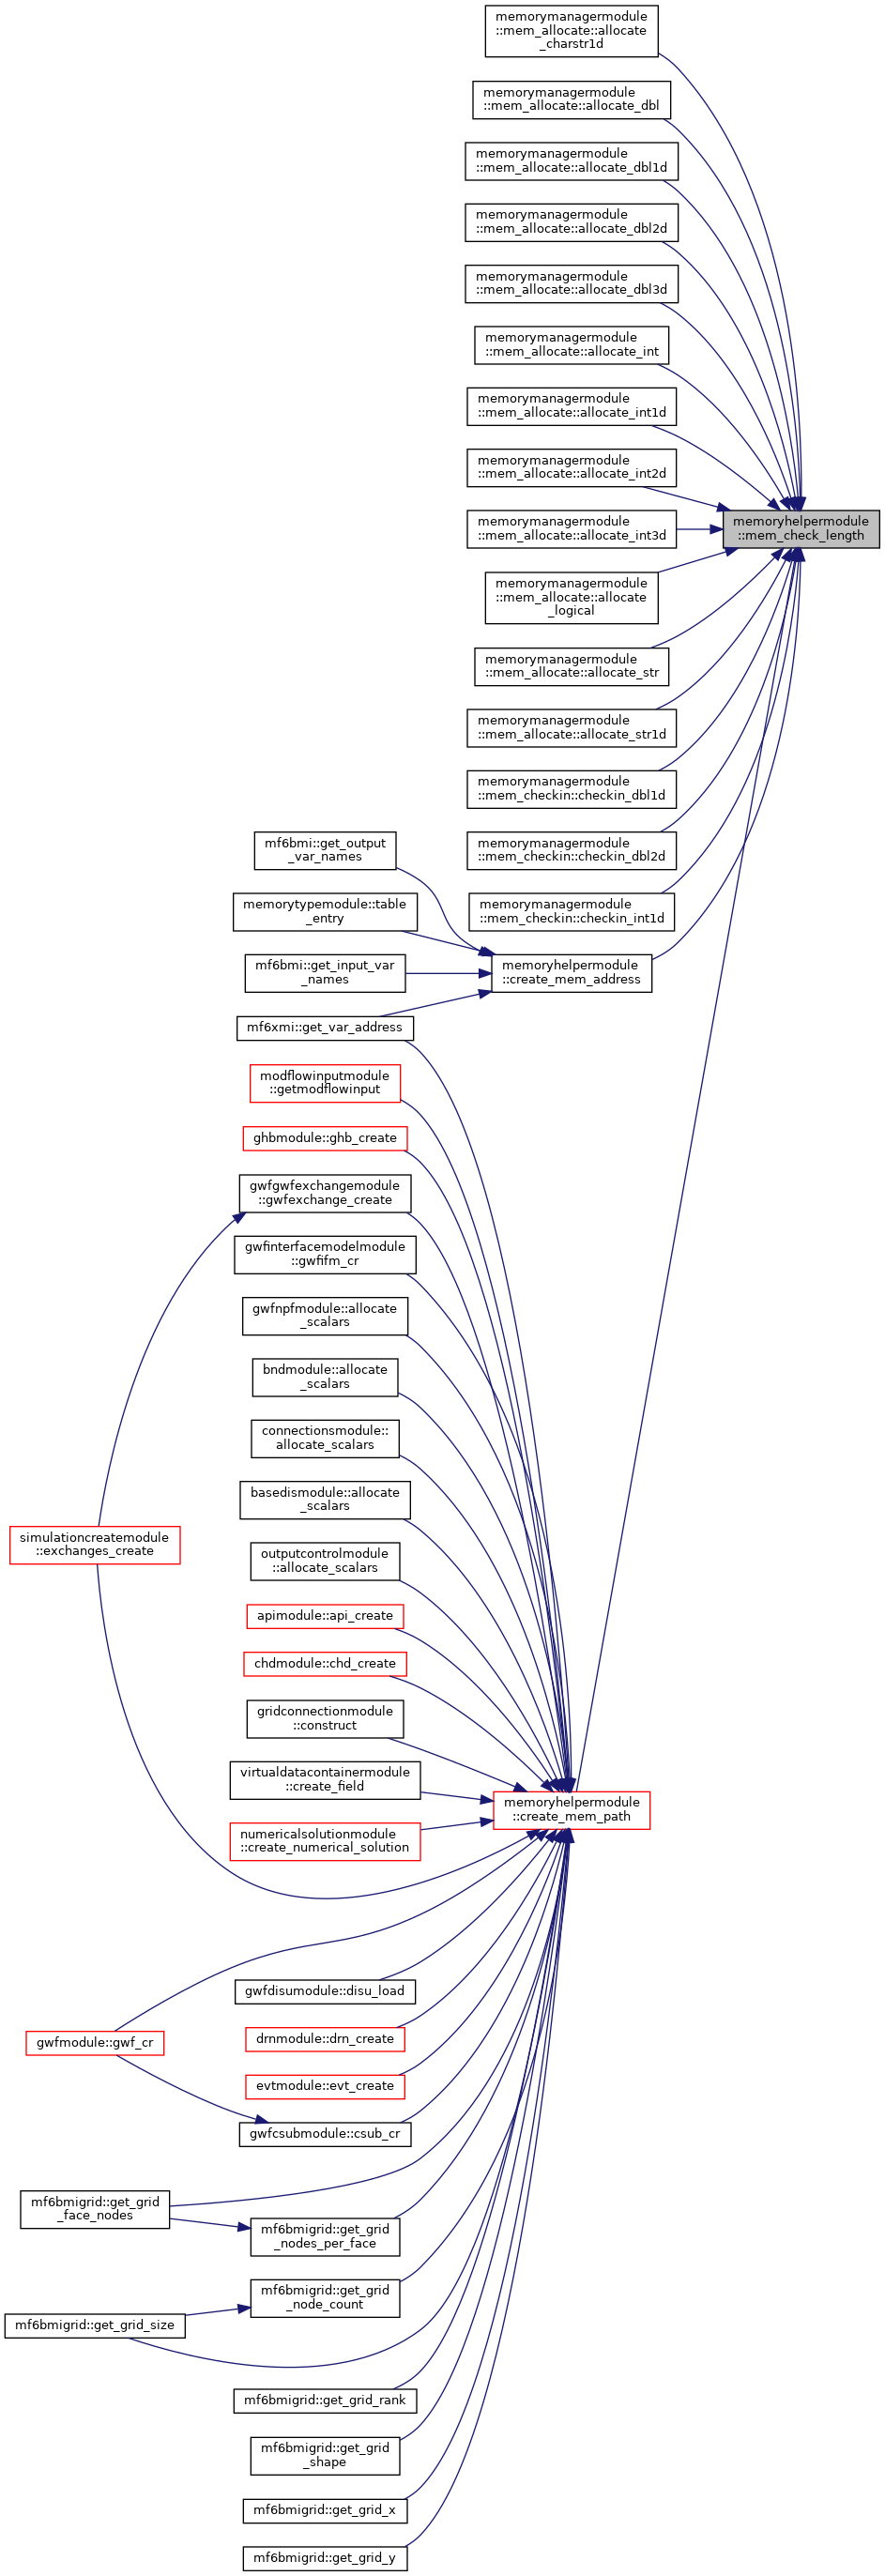 memorymanagermodule
::mem_allocate::allocate
_charstr1d
memorymanagermodule
::mem_allocate::allocate_dbl
memorymanagermodule
::mem_allocate::allocate_dbl1d
memorymanagermodule
::mem_allocate::allocate_dbl2d
memorymanagermodule
::mem_allocate::allocate_dbl3d
memorymanagermodule
::mem_allocate::allocate_int
memorymanagermodule
::mem_allocate::allocate_int1d
memorymanagermodule
::mem_allocate::allocate_int2d
memoryhelpermodule
::mem_check_length
memorymanagermodule
::mem_allocate::allocate_int3d
memorymanagermodule
::mem_allocate::allocate
_logical
memorymanagermodule
::mem_allocate::allocate_str
memorymanagermodule
::mem_allocate::allocate_str1d
memorymanagermodule
::mem_checkin::checkin_dbl1d
memorymanagermodule
::mem_checkin::checkin_dbl2d
mf6bmi::get_output
_var_names
memorymanagermodule
::mem_checkin::checkin_int1d
memorytypemodule::table
_entry
memoryhelpermodule
::create_mem_address
mf6bmi::get_input_var
_names
mf6xmi::get_var_address
modflowinputmodule
::getmodflowinput
ghbmodule::ghb_create
gwfgwfexchangemodule
::gwfexchange_create
gwfinterfacemodelmodule
::gwfifm_cr
gwfnpfmodule::allocate
_scalars
bndmodule::allocate
_scalars
connectionsmodule::
allocate_scalars
basedismodule::allocate
_scalars
simulationcreatemodule
::exchanges_create
outputcontrolmodule
::allocate_scalars
apimodule::api_create
chdmodule::chd_create
gridconnectionmodule
::construct
virtualdatacontainermodule
::create_field
memoryhelpermodule
::create_mem_path
numericalsolutionmodule
::create_numerical_solution
gwfdisumodule::disu_load
drnmodule::drn_create
gwfmodule::gwf_cr
evtmodule::evt_create
gwfcsubmodule::csub_cr
mf6bmigrid::get_grid
_face_nodes
mf6bmigrid::get_grid
_nodes_per_face
mf6bmigrid::get_grid
_node_count
mf6bmigrid::get_grid_size
mf6bmigrid::get_grid_rank
mf6bmigrid::get_grid
_shape
mf6bmigrid::get_grid_x
mf6bmigrid::get_grid_y